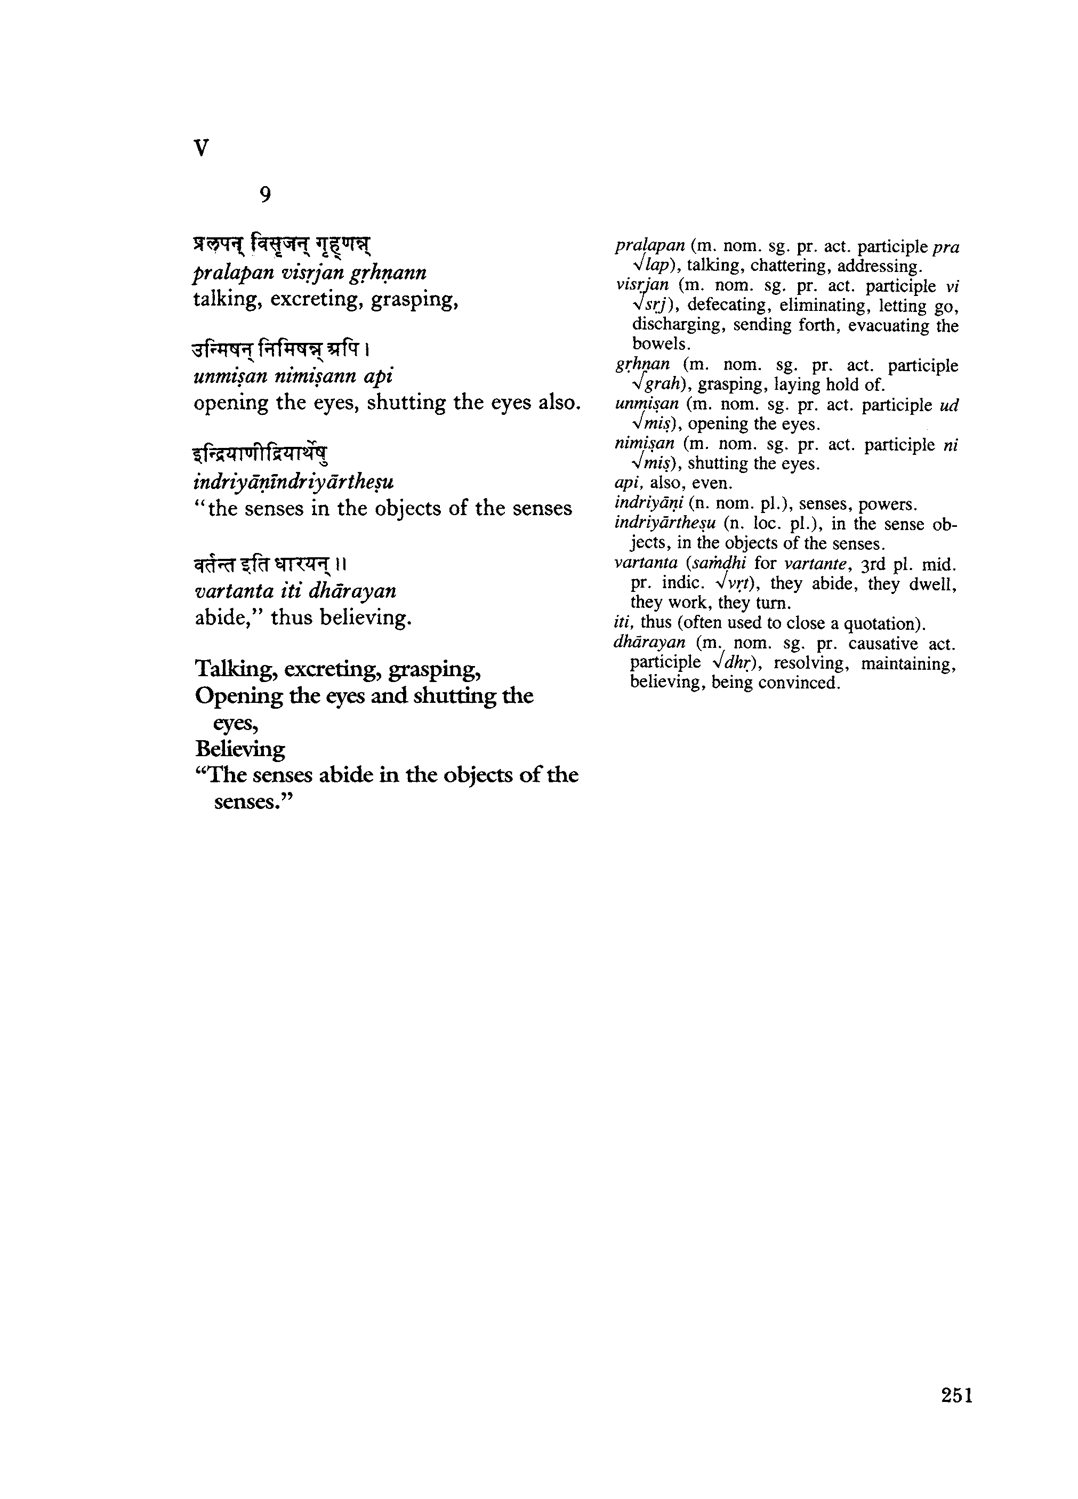 V
9
प्रलपन् विसृजन् गृह्णन्न्
pralapan visṛjan gṛhṇann
talking, excreting, grasping,
उन्मिषन् निमिषन्न् अपि ।
unmiṣan nimiṣann api
opening the eyes, shutting the eyes also.
इन्द्रियाणीद्रियार्थेषु
indriyāṇīndriyārtheṣu
“the senses in the objects of the senses
वर्तन्त इति धारयन् ॥
vartanta iti dhārayan
abide,” thus believing.
Talking, excreting, grasping,
Opening the eyes and shutting the
eyes,
Believing
“The senses abide in the objects of the
senses.”
pralapan (m. nom. sg. pr. act. participle pra
√lap), talking, chattering, addressing.
visṛjan (m. nom. sg. pr. act. participle vi
√sṛj), defecating, eliminating, letting go,
discharging, sending forth, evacuating the
bowels.
gṛhṇan (m. nom. sg. pr. act. participle
√grah), grasping, laying hold of.
unmiṣan (m. nom. sg. pr. act. participle ud
√miṣ), opening the eyes.
nimiṣan (m. nom. sg. pr. act. participle ni
√miṣ), shutting the eyes.
api, also, even.
indriyāṇi (n. nom. pl.), senses, powers.
indriyārtheṣu (n. loc. pl.), in the sense ob-
jects, in the objects of the senses.
vartanta (saṁdhi for vartante, 3rd pl. mid.
pr. indic. √vṛt), they abide, they dwell,
they work, they turn.
iti, thus (often used to close a quotation).
dhārayan (m. nom. sg. pr. causative act.
participle √dhṛ), resolving, maintaining,
believing, being convinced.
251